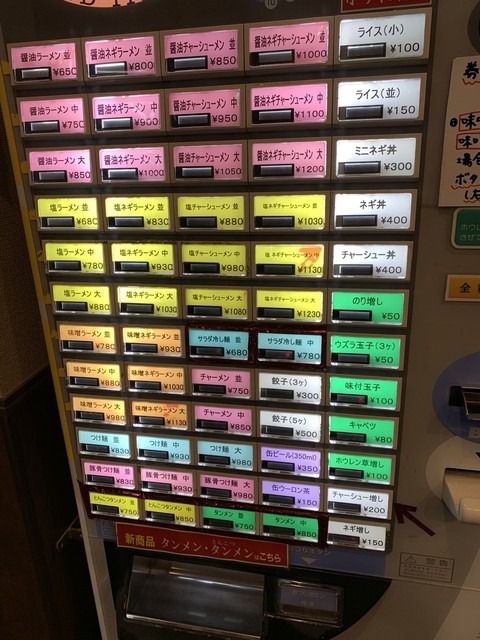 醤油ラーメン 並 ¥650
醤油ネギラーメン 並 ¥800
醤油チャーシューメン 並 ¥850
醤油ネギチャーシューメン 並 ¥1000
ライス(小) ¥100
醤油ラーメン 中 ¥750
醤油ネギラーメン 中 ¥900
醤油チャーシューメン 中 ¥950
醤油ネギチャーシューメン 中 ¥1100
ライス(並) ¥150
醤油ラーメン 大 ¥850
醤油ネギラーメン 大 ¥1000
醤油チャーシューメン 大 ¥1050
醤油ネギチャーシューメン 大 ¥1200
ミニネギ丼 ¥300
塩ラーメン 並 ¥680
塩ネギラーメン 並 ¥830
塩チャーシューメン 並 ¥880
塩ネギチャーシューメン 並 ¥1030
ネギ丼 ¥400
塩ラーメン 中 ¥780
塩ネギラーメン 中 ¥930
塩チャーシューメン 中 ¥980
塩ネギチャーシューメン 中 ¥1130
チャーシュー丼 ¥400
塩ラーメン 大 ¥880
塩ネギラーメン 大 ¥1030
塩チャーシューメン 大 ¥1080
塩ネギチャーシューメン 大 ¥1230
のり増し ¥50
味噌ラーメン 並 ¥780
味噌ネギラーメン 並 ¥930
サラダ冷し麺 並 ¥680
サラダ冷し麺 中 ¥780
ウズラ玉子(3ヶ) ¥50
味噌ラーメン 中 ¥880
味噌ネギラーメン 中 ¥1030
チャーメン 並 ¥750
餃子(3ヶ) ¥300
味付玉子 ¥100
味噌ラーメン 大 ¥980
味噌ネギラーメン 大 ¥1130
チャーメン 中 ¥850
餃子(5ヶ) ¥500
キャベツ ¥80
つけ麺 並 ¥830
つけ麺 中 ¥930
つけ麺 大 ¥980
缶ビール(350ml) ¥350
ホウレン草増し ¥100
豚骨つけ麺 並 ¥830
豚骨つけ麺 中 ¥930
豚骨つけ麺 大 ¥980
缶ウーロン茶 ¥150
チャーシュー増し ¥200
とんこつタンメン 並 ¥750
とんこつタンメン 中 ¥850
タンメン 並 ¥750
タンメン 中 ¥850
ネギ増し ¥150
新商品 タンメン・タンメンはこちら
とんこつ